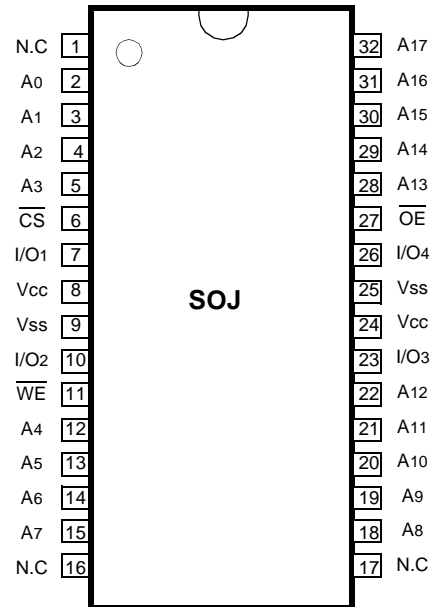 N.C 1 32 A17
A0 2 31 A16
A1 3 30 A15
A2 4 29 A14
A3 5 28 A13
C̅S̅ 6 27 O̅E̅
I/O1 7 26 I/O4
Vcc 8 25 Vss
SOJ
Vss 9 24 Vcc
I/O2 10 23 I/O3
W̅E̅ 11 22 A12
A4 12 21 A11
A5 13 20 A10
A6 14 19 A9
A7 15 18 A8
N.C 16 17 N.C